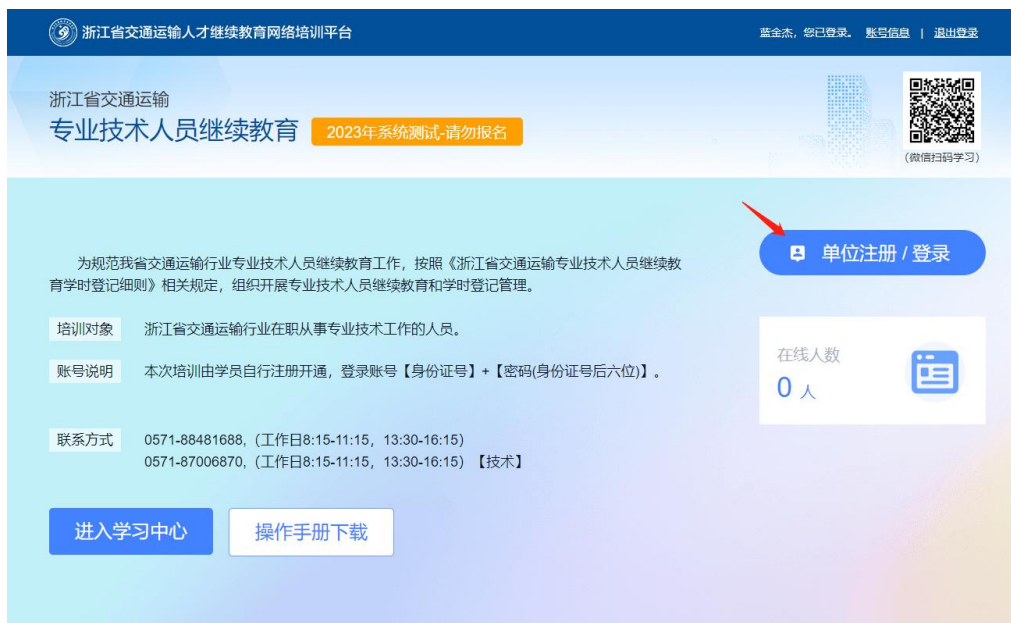 浙江省交通运输人才继续教育网络培训平台
蓝金杰，您已登录。 账号信息 | 退出登录
浙江省交通运输
专业技术人员继续教育 2023年系统测试-请勿报名
(微信扫码学习)
单位注册 / 登录
为规范我省交通运输行业专业技术人员继续教育工作，按照《浙江省交通运输专业技术人员继续教
育学时登记细则》相关规定，组织开展专业技术人员继续教育和学时登记管理。
培训对象 浙江省交通运输行业在职从事专业技术工作的人员。
账号说明 本次培训由学员自行注册开通，登录账号【身份证号】+【密码(身份证号后六位)】。
在线人数
0 人
联系方式 0571-88481688,（工作日8:15-11:15，13:30-16:15)
0571-87006870,（工作日8:15-11:15，13:30-16:15) 【技术】
进入学习中心 操作手册下载